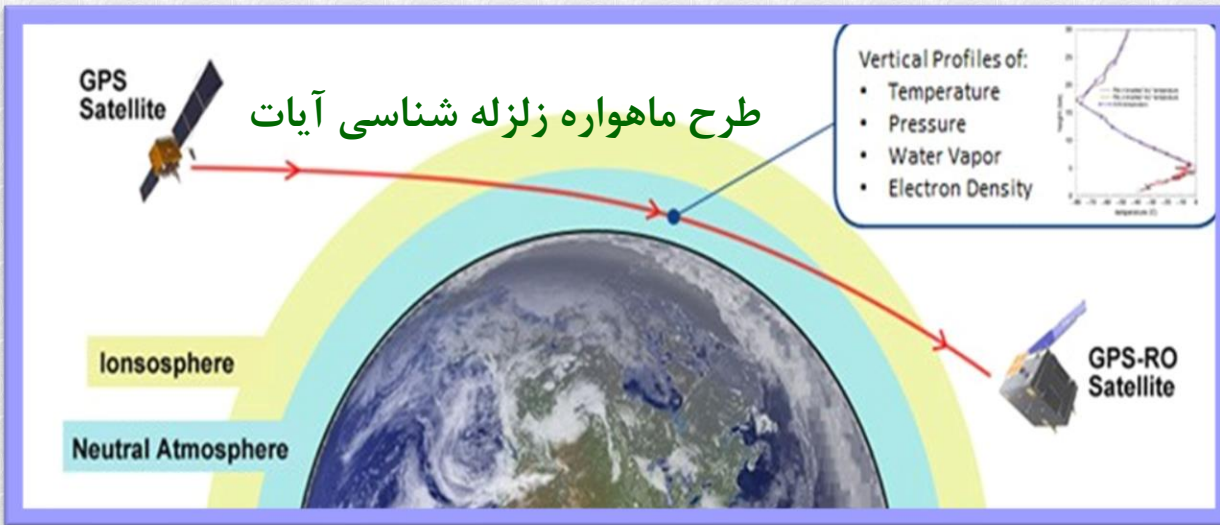 GPS
Satellite
طرح ماهواره زلزله شناسی آیات
Vertical Profiles of:
• Temperature
• Pressure
• Water Vapor
• Electron Density
temperature (C)
Ionsosphere
Neutral Atmosphere
GPS-RO
Satellite